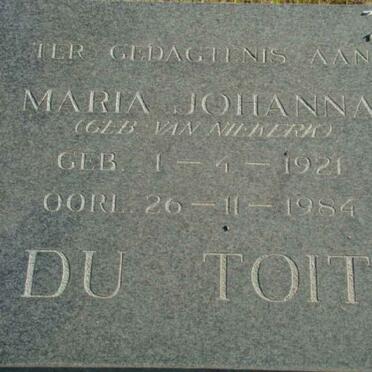 TER GEDAGTENIS AAN
MARIA JOHANNA
(GEB. VAN NIEKERK)
GEB. 1 - 4 - 1921
OORL. 26 - 11 - 1984
DU TOIT